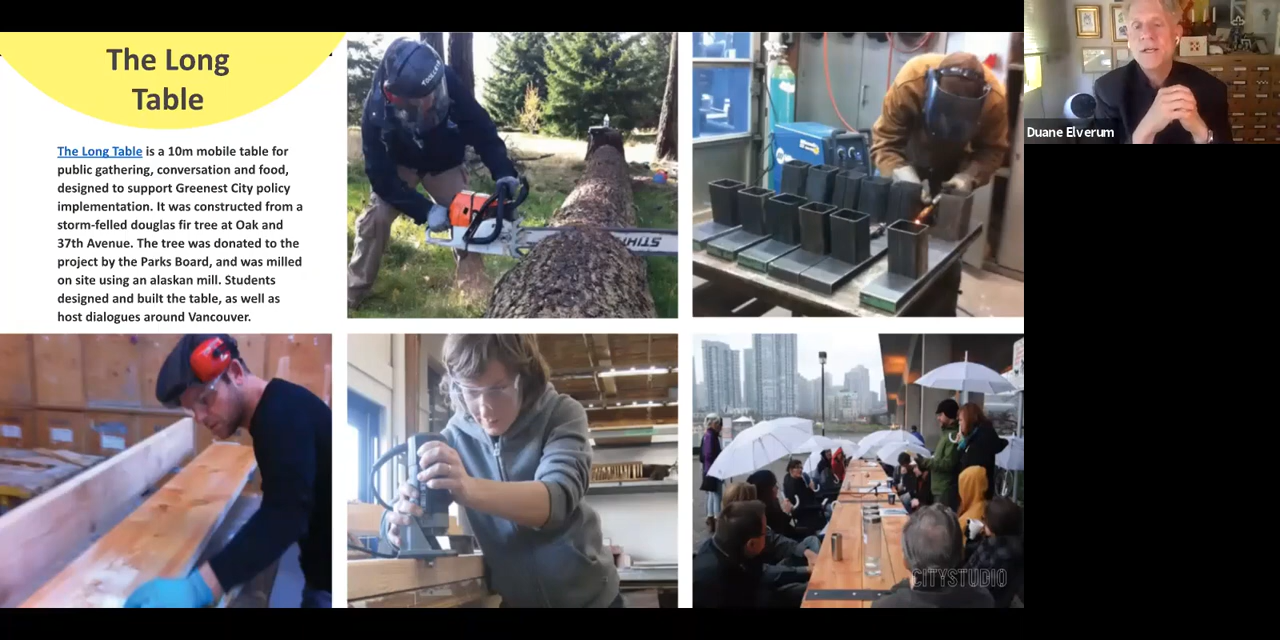 The Long
Table
The Long Table is a 10m mobile table for
public gathering, conversation and food,
designed to support Greenest City policy
implementation. It was constructed from a
storm-felled douglas fir tree at Oak and
37th Avenue. The tree was donated to the
project by the Parks Board, and was milled
on site using an alaskan mill. Students
designed and built the table, as well as
host dialogues around Vancouver.
STIHL
CITYSTUDIO
Duane Elverum